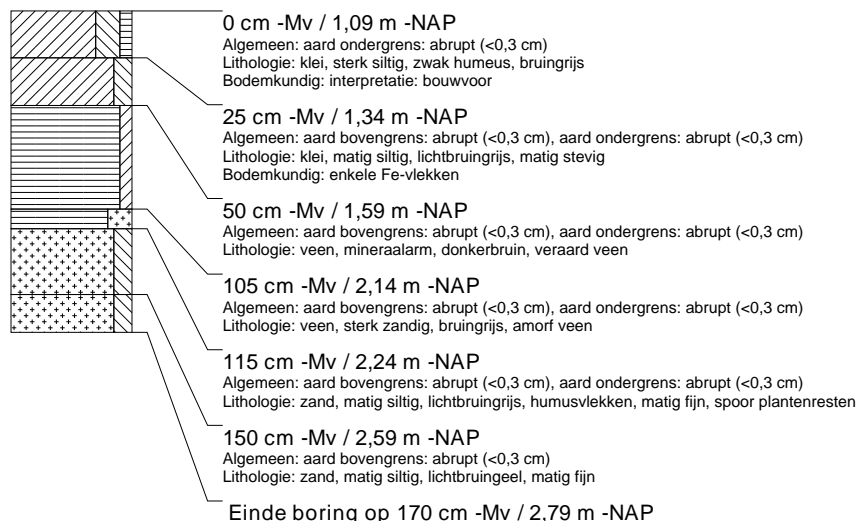 0 cm -Mv / 1,09 m -NAP
Algemeen: aard ondergrens: abrupt (<0,3 cm)
Lithologie: klei, sterk siltig, zwak humeus, bruingrijs
Bodemkundig: interpretatie: bouwvoor
25 cm -Mv / 1,34 m -NAP
Algemeen: aard bovengrens: abrupt (<0,3 cm), aard ondergrens: abrupt (<0,3 cm)
Lithologie: klei, matig siltig, lichtbruingrijs, matig stevig
Bodemkundig: enkele Fe-vlekken
50 cm -Mv / 1,59 m -NAP
Algemeen: aard bovengrens: abrupt (<0,3 cm), aard ondergrens: abrupt (<0,3 cm)
Lithologie: veen, mineraalarm, donkerbruin, veraard veen
105 cm -Mv / 2,14 m -NAP
Algemeen: aard bovengrens: abrupt (<0,3 cm), aard ondergrens: abrupt (<0,3 cm)
Lithologie: veen, sterk zandig, bruingrijs, amorf veen
115 cm -Mv / 2,24 m -NAP
Algemeen: aard bovengrens: abrupt (<0,3 cm), aard ondergrens: abrupt (<0,3 cm)
Lithologie: zand, matig siltig, lichtbruingrijs, humusvlekken, matig fijn, spoor plantenresten
150 cm -Mv / 2,59 m -NAP
Algemeen: aard bovengrens: abrupt (<0,3 cm)
Lithologie: zand, matig siltig, lichtbruingeel, matig fijn
Einde boring op 170 cm -Mv / 2,79 m -NAP